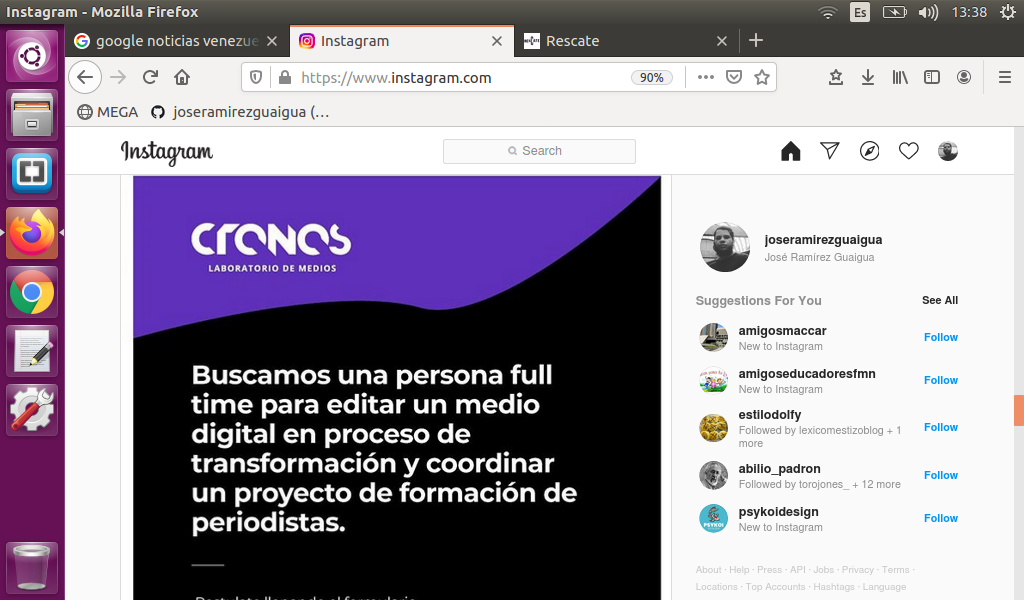 Instagram - Mozilla Firefox
Es
13:38
google noticias venezue
Instagram
Rescate
https://www.instagram.com
90%
MEGA
joseramirezguaigua (…
Instagram
Search
CRONOS
LABORATORIO DE MEDIOS
Buscamos una persona full
time para editar un medio
digital en proceso de
transformación y coordinar
un proyecto de formación de
periodistas.
joseramirezguaigua
José Ramírez Guaigua
Suggestions For You
See All
amigosmaccar
New to Instagram
Follow
amigoseducadoresfmn
New to Instagram
Follow
estilodolfy
Followed by lexicomestizoblog + 1
more
Follow
abilio_padron
Followed by torojones_ + 12 more
Follow
psykoidesign
New to Instagram
Follow
About · Help · Press · API · Jobs · Privacy · Terms ·
Locations · Top Accounts · Hashtags · Language